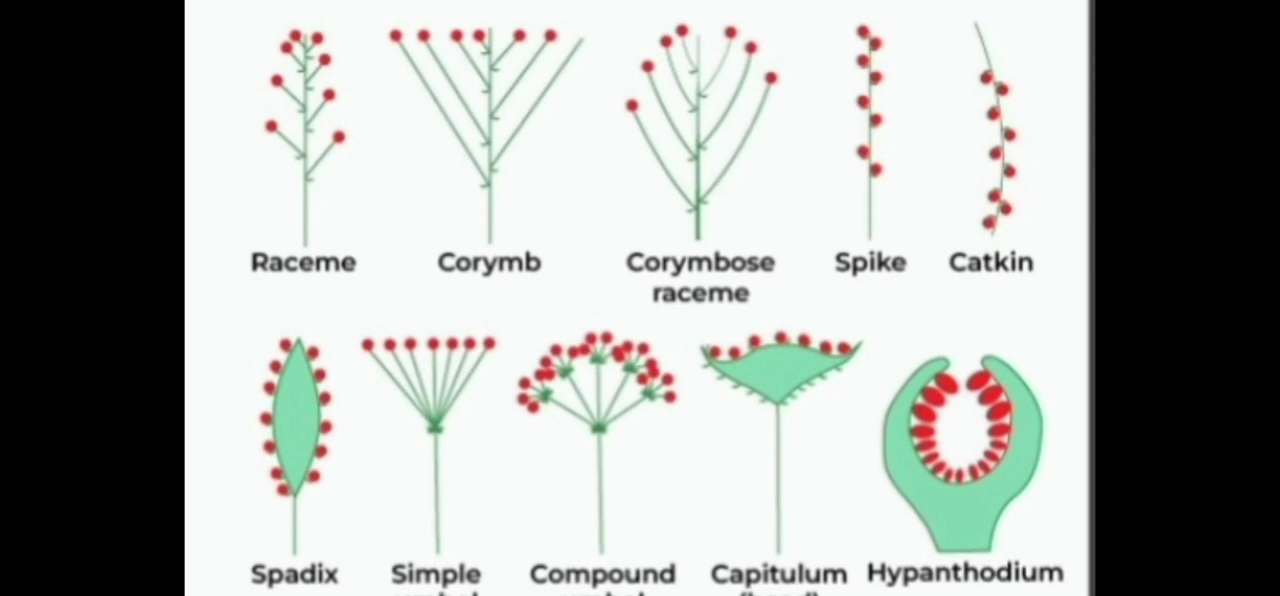 Raceme Corymb Corymbose raceme Spike Catkin
Spadix Simple Compound Capitulum Hypanthodium